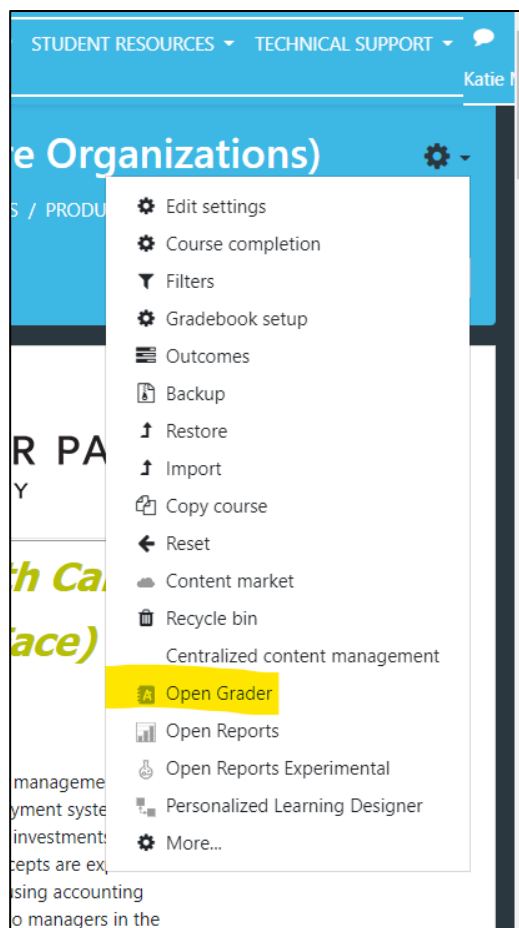 STUDENT RESOURCES TECHNICAL SUPPORT
Katie
e Organizations)
S / PRODU
Edit settings
Course completion
Filters
Gradebook setup
Outcomes
Backup
Restore
Import
Copy course
Reset
Content market
Recycle bin
Centralized content management
Open Grader
Open Reports
Open Reports Experimental
Personalized Learning Designer
More...
R PA
Y
th Ca
ace)
manageme
yment syste
investments
cepts are ex
using accounting
o managers in the